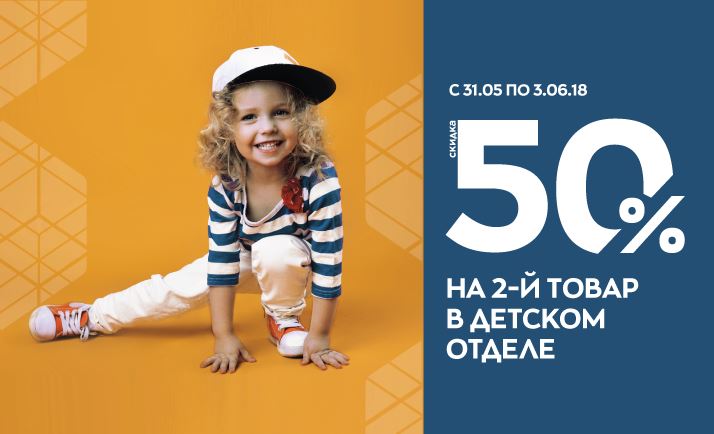 С 31.05 ПО 3.06.18
скидка
50%
НА 2-Й ТОВАР
В ДЕТСКОМ
ОТДЕЛЕ